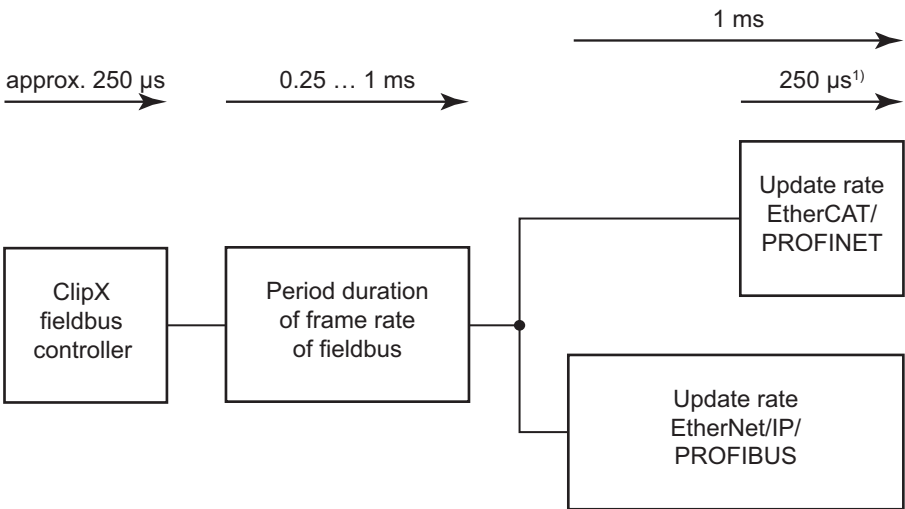 1 ms
approx. 250 µs
0.25 … 1 ms
250 µs1)
Update rate
EtherCAT/
PROFINET
ClipX
fieldbus
controller
Period duration
of frame rate
of fieldbus
Update rate
EtherNet/IP/
PROFIBUS